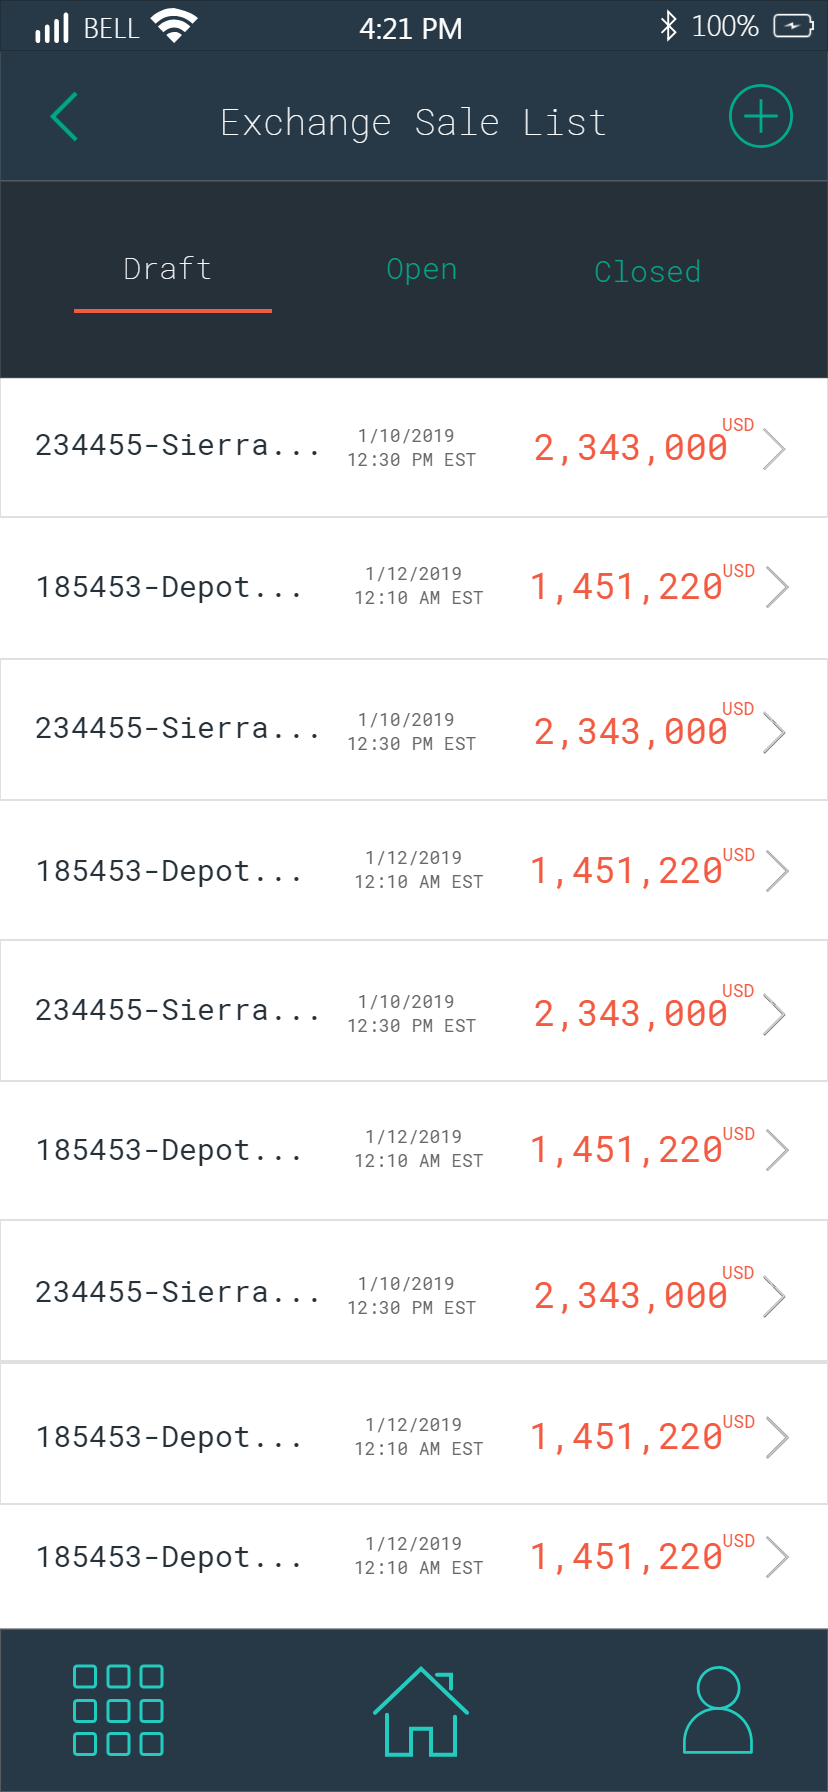 BELL 4:21 PM 100%
Exchange Sale List
Draft Open Closed
234455-Sierra... 1/10/2019 12:30 PM EST 2,343,000 USD
185453-Depot... 1/12/2019 12:10 AM EST 1,451,220 USD
234455-Sierra... 1/10/2019 12:30 PM EST 2,343,000 USD
185453-Depot... 1/12/2019 12:10 AM EST 1,451,220 USD
234455-Sierra... 1/10/2019 12:30 PM EST 2,343,000 USD
185453-Depot... 1/12/2019 12:10 AM EST 1,451,220 USD
234455-Sierra... 1/10/2019 12:30 PM EST 2,343,000 USD
185453-Depot... 1/12/2019 12:10 AM EST 1,451,220 USD
185453-Depot... 1/12/2019 12:10 AM EST 1,451,220 USD